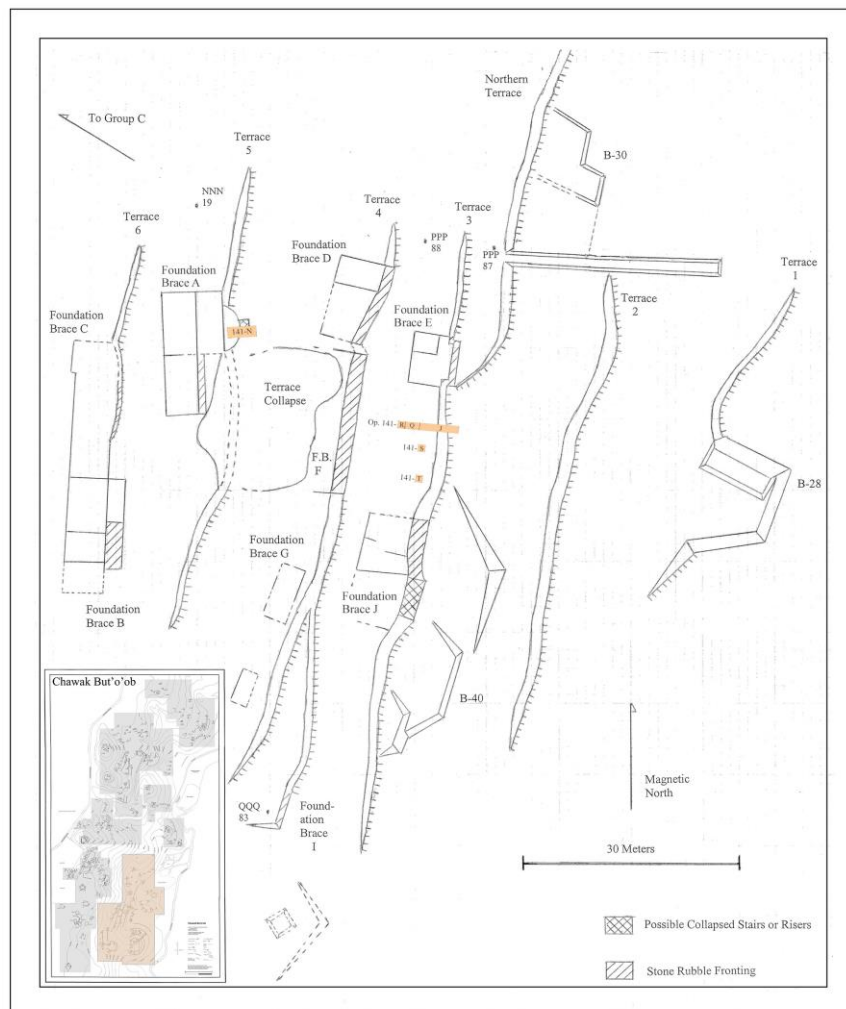 Northern
Terrace
To Group C
Terrace
5
B-30
NNN
19
Terrace
6
Terrace
4
Terrace
3
PPP
88
PPP
87
Foundation
Brace D
Foundation
Brace A
Terrace
1
Foundation
Brace C
Terrace
2
Foundation
Brace E
141-N
Terrace
Collapse
Op. 141- R Q J
141- S
F.B.
F
141- T
B-28
Foundation
Brace G
Foundation
Brace J
Foundation
Brace B
Chawak But'o'ob
B-40
Magnetic
North
QQQ
83
Found-
ation
Brace
I
30 Meters
Possible Collapsed Stairs or Risers
Stone Rubble Fronting